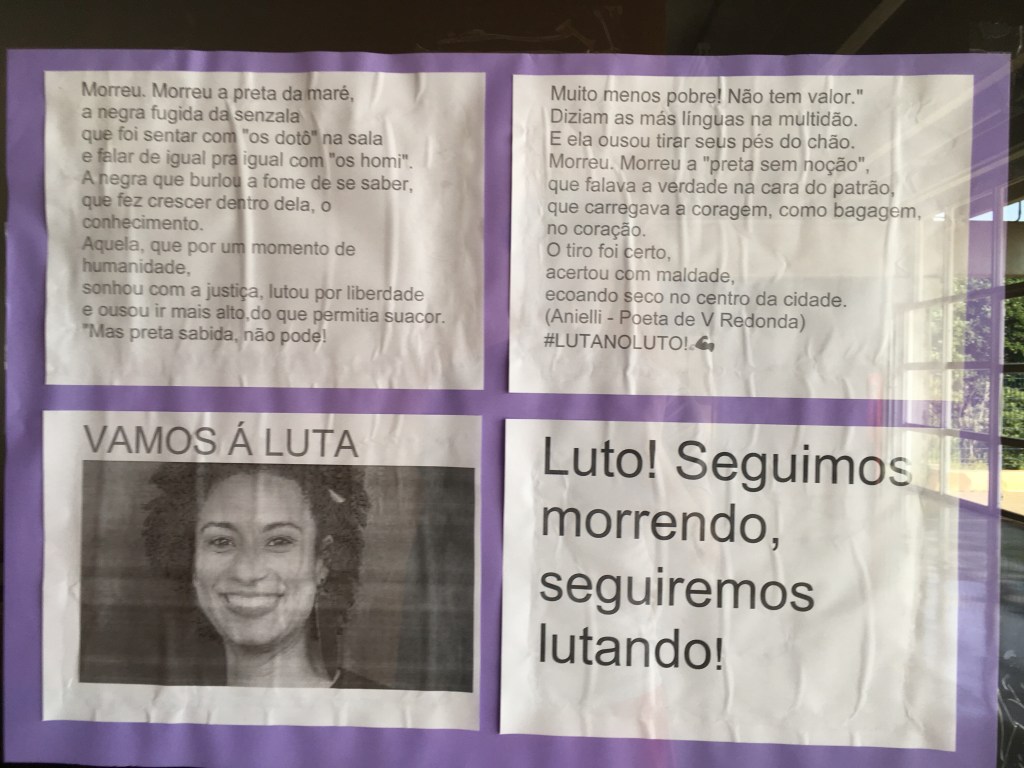 Morreu. Morreu a preta da maré,
a negra fugida da senzala
que foi sentar com "os dotô" na sala
e falar de igual pra igual com "os homi".
A negra que burlou a fome de se saber,
que fez crescer dentro dela, o
conhecimento.
Aquela, que por um momento de
humanidade,
sonhou com a justiça, lutou por liberdade
e ousou ir mais alto,do que permitia suacor.
"Mas preta sabida, não pode!
Muito menos pobre! Não tem valor."
Diziam as más línguas na multidão.
E ela ousou tirar seus pés do chão.
Morreu. Morreu a "preta sem noção",
que falava a verdade na cara do patrão,
que carregava a coragem, como bagagem,
no coração.
O tiro foi certo,
acertou com maldade,
ecoando seco no centro da cidade.
(Anielli - Poeta de V Redonda)
#LUTANOLUTO!💪
VAMOS Á LUTA
Luto! Seguimos
morrendo,
seguiremos
lutando!